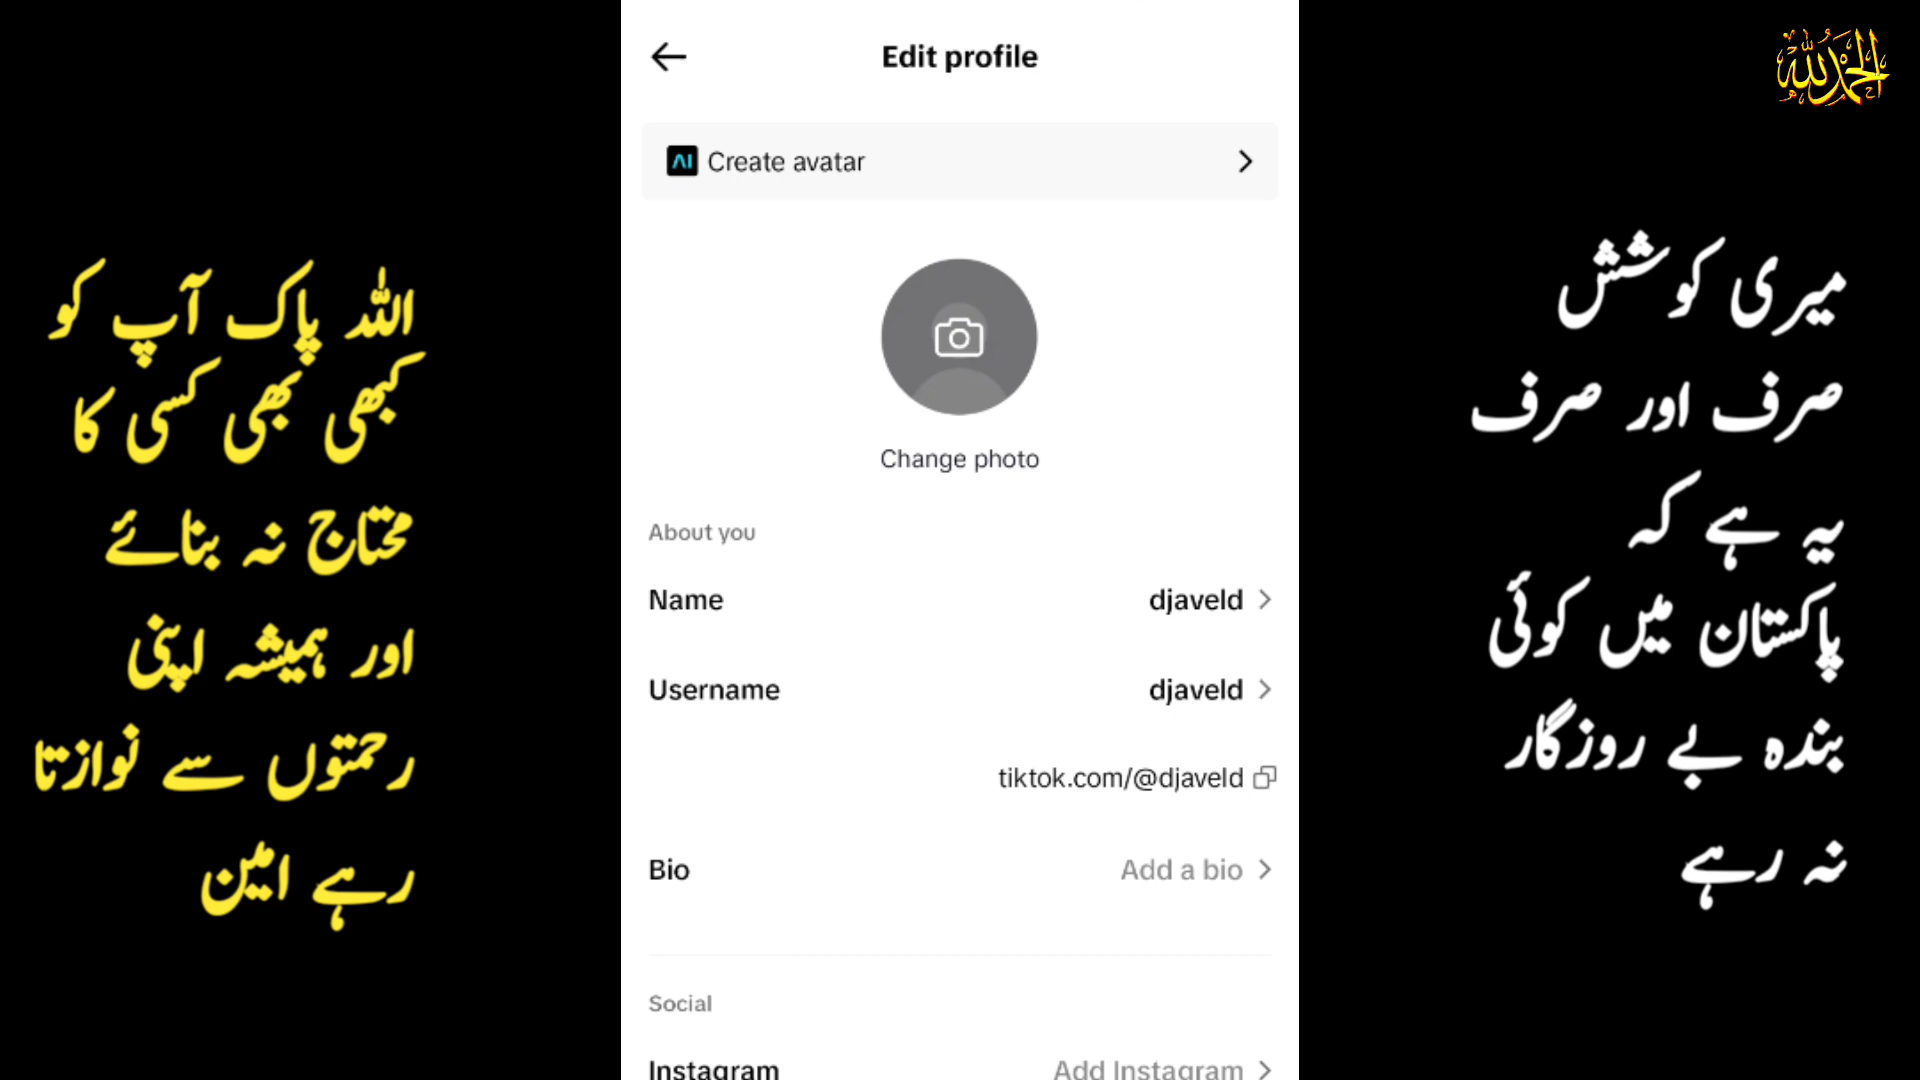 Edit profile
AI Create avatar
Change photo
About you
Name djaveld
Username djaveld
tiktok.com/@djaveld
Bio Add a bio
Social
Instagram Add Instagram
اللہ پاک آپ کو
کبھی بھی کسی کا
محتاج نہ بنائے
اور ہمیشہ اپنی
رحمتوں سے نوازتا
رہے امین
الحمدللہ
میری کوشش
صرف اور صرف
یہ ہے کہ
پاکستان میں کوئی
بندہ بے روزگار
نہ رہے